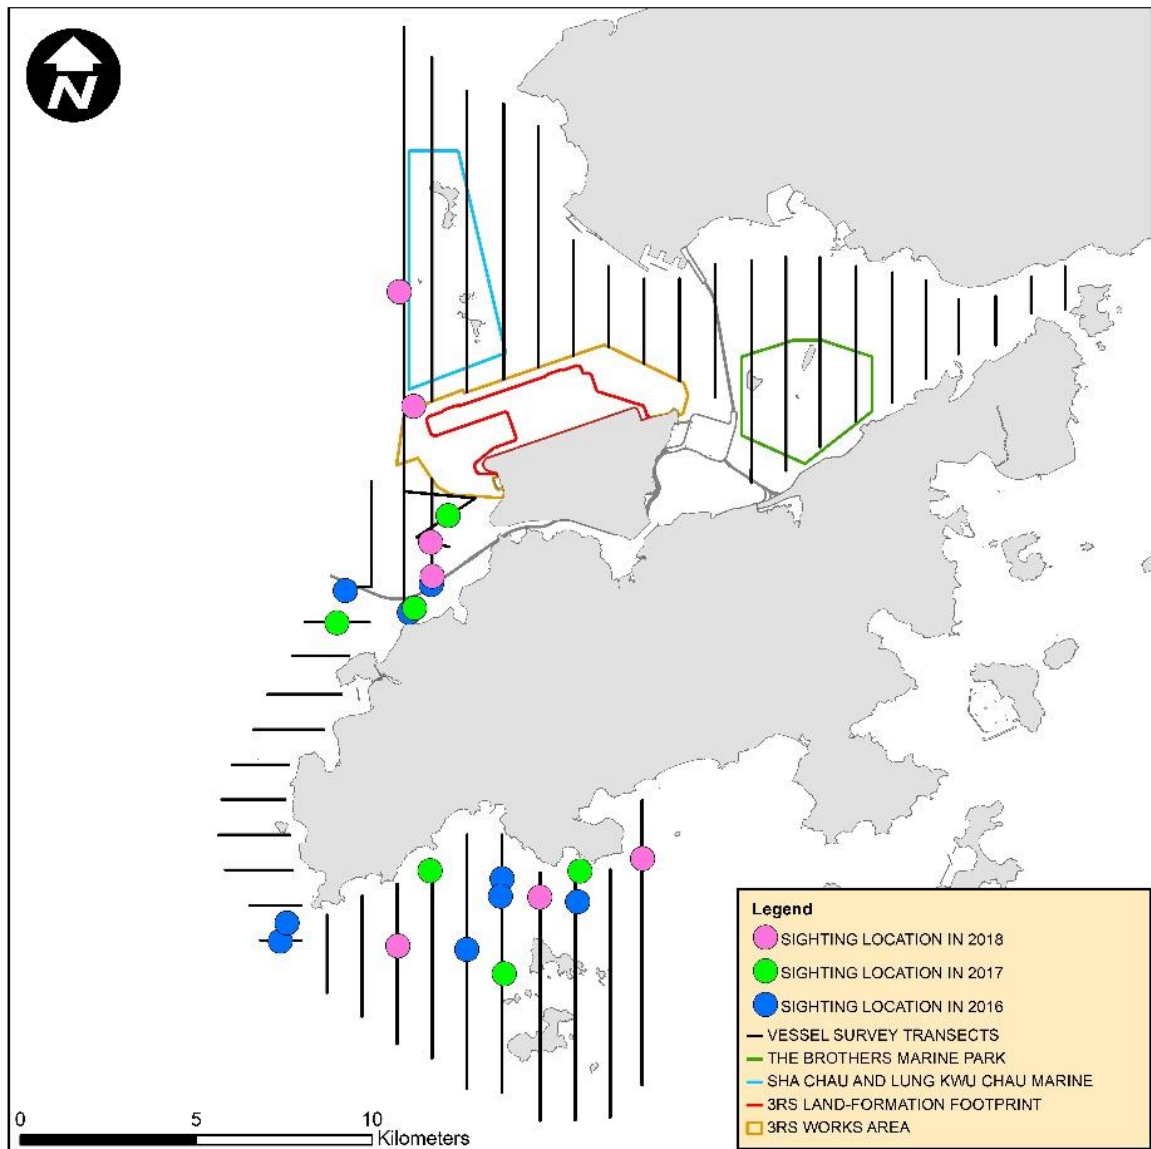 N
Legend
SIGHTING LOCATION IN 2018
SIGHTING LOCATION IN 2017
SIGHTING LOCATION IN 2016
VESSEL SURVEY TRANSECTS
THE BROTHERS MARINE PARK
SHA CHAU AND LUNG KWU CHAU MARINE
3RS LAND-FORMATION FOOTPRINT
3RS WORKS AREA
0 5 10
Kilometers